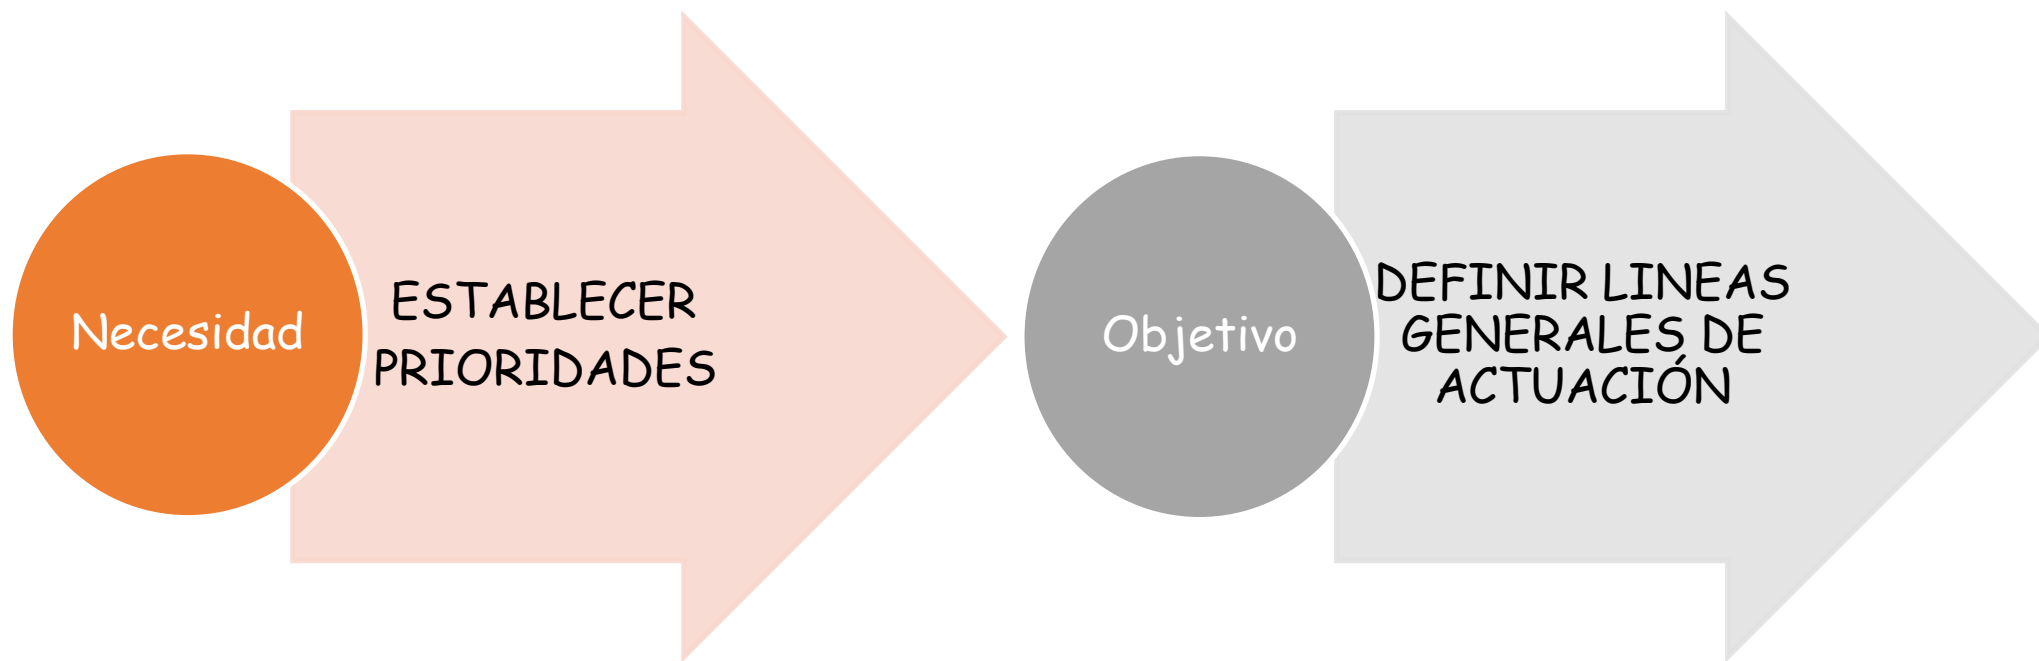 Necesidad
ESTABLECER
PRIORIDADES
Objetivo
DEFINIR LINEAS
GENERALES DE
ACTUACIÓN